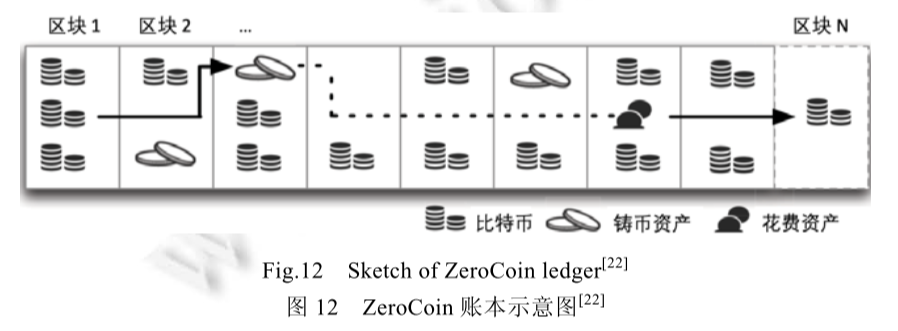 区块 1 区块 2 ... 区块 N
比特币 铸币资产 花费资产
Fig.12 Sketch of ZeroCoin ledger[22]
图 12 ZeroCoin 账本示意图[22]